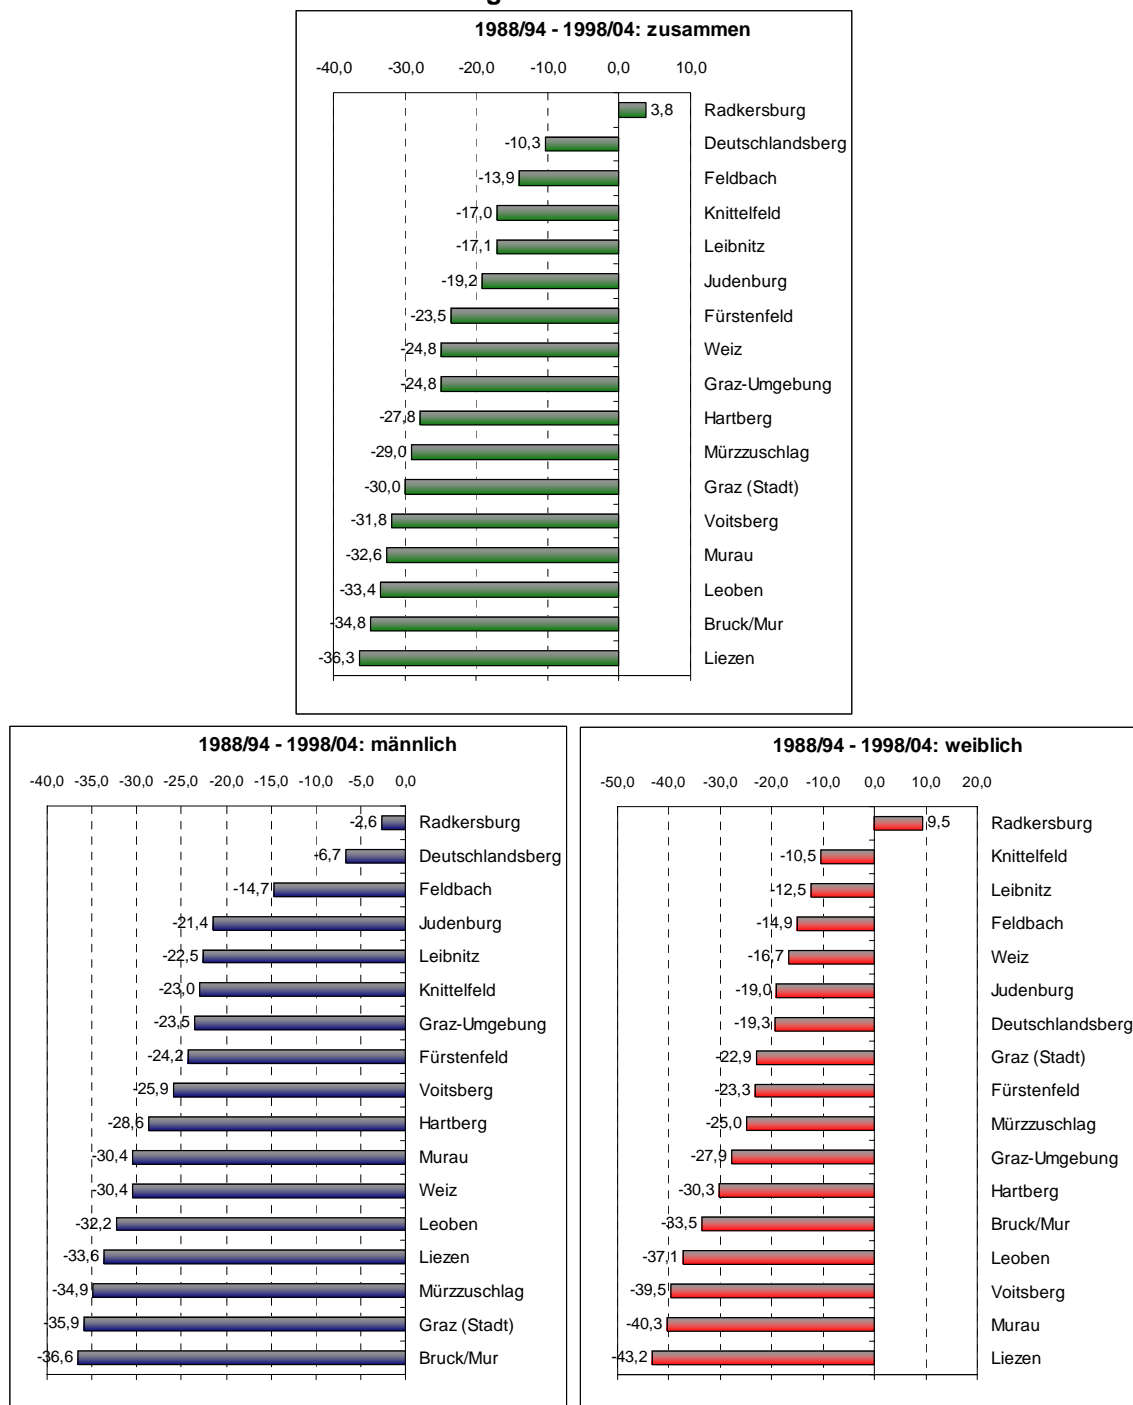 1988/94 - 1998/04: zusammen
-40,0 -30,0 -20,0 -10,0 0,0 10,0
3,8 Radkersburg
-10,3 Deutschlandsberg
-13,9 Feldbach
-17,0 Knittelfeld
-17,1 Leibnitz
-19,2 Judenburg
-23,5 Fürstenfeld
-24,8 Weiz
-24,8 Graz-Umgebung
-27,8 Hartberg
-29,0 Mürzzuschlag
-30,0 Graz (Stadt)
-31,8 Voitsberg
-32,6 Murau
-33,4 Leoben
-34,8 Bruck/Mur
-36,3 Liezen
1988/94 - 1998/04: männlich
-40,0 -35,0 -30,0 -25,0 -20,0 -15,0 -10,0 -5,0 0,0
-2,6 Radkersburg
-6,7 Deutschlandsberg
-14,7 Feldbach
-21,4 Judenburg
-22,5 Leibnitz
-23,0 Knittelfeld
-23,5 Graz-Umgebung
-24,2 Fürstenfeld
-25,9 Voitsberg
-28,6 Hartberg
-30,4 Murau
-30,4 Weiz
-32,2 Leoben
-33,6 Liezen
-34,9 Mürzzuschlag
-35,9 Graz (Stadt)
-36,6 Bruck/Mur
1988/94 - 1998/04: weiblich
-50,0 -40,0 -30,0 -20,0 -10,0 0,0 10,0 20,0
9,5 Radkersburg
-10,5 Knittelfeld
-12,5 Leibnitz
-14,9 Feldbach
-16,7 Weiz
-19,0 Judenburg
-19,3 Deutschlandsberg
-22,9 Graz (Stadt)
-23,3 Fürstenfeld
-25,0 Mürzzuschlag
-27,9 Graz-Umgebung
-30,3 Hartberg
-33,5 Bruck/Mur
-37,1 Leoben
-39,5 Voitsberg
-40,3 Murau
-43,2 Liezen